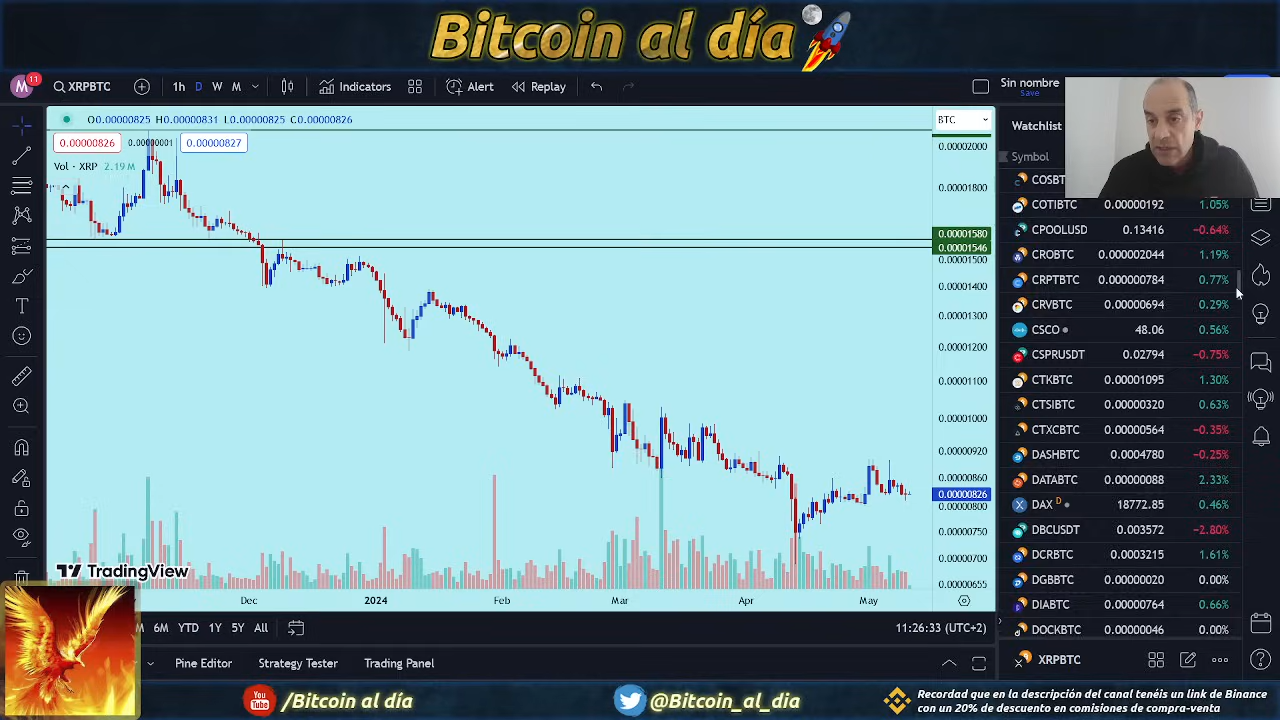 Bitcoin al día
M
11
XRPBTC
1h
D
W
M
Indicators
Alert
Replay
Sin nombre
Save
O0.00000825 H0.00000831 L0.00000825 C0.00000826
0.00000826
0.00000001
0.00000827
Vol · XRP 2.19 M
BTC
0.00002000
0.00001800
0.00001580
0.00001546
0.00001500
0.00001400
0.00001300
0.00001200
0.00001100
0.00001000
0.00000920
0.00000860
0.00000826
0.00000800
0.00000750
0.00000700
0.00000655
TradingView
Dec
2024
Feb
Mar
Apr
May
Watchlist
Symbol
COSBT
COTIBTC 0.00000192 1.05%
CPOOLUSD 0.13416 −0.64%
CROBTC 0.000002044 1.19%
CRPTBTC 0.000000784 0.77%
CRVBTC 0.00000694 0.29%
CSCO 48.06 0.56%
CSPRUSDT 0.02794 −0.75%
CTKBTC 0.00001095 1.30%
CTSIBTC 0.00000320 0.63%
CTXCBTC 0.00000564 −0.35%
DASHBTC 0.0004780 −0.25%
DATABTC 0.00000088 2.33%
DAX D 18772.85 0.46%
DBCUSDT 0.003572 −2.80%
DCRBTC 0.0003215 1.61%
DGBBTC 0.00000020 0.00%
DIABTC 0.00000764 0.66%
DOCKBTC 0.00000046 0.00%
XRPBTC
M 6M YTD 1Y 5Y All
11:26:33 (UTC+2)
Pine Editor
Strategy Tester
Trading Panel
You
Tube
/Bitcoin al día
@Bitcoin_al_dia
Recordad que en la descripción del canal tenéis un link de Binance
con un 20% de descuento en comisiones de compra-venta